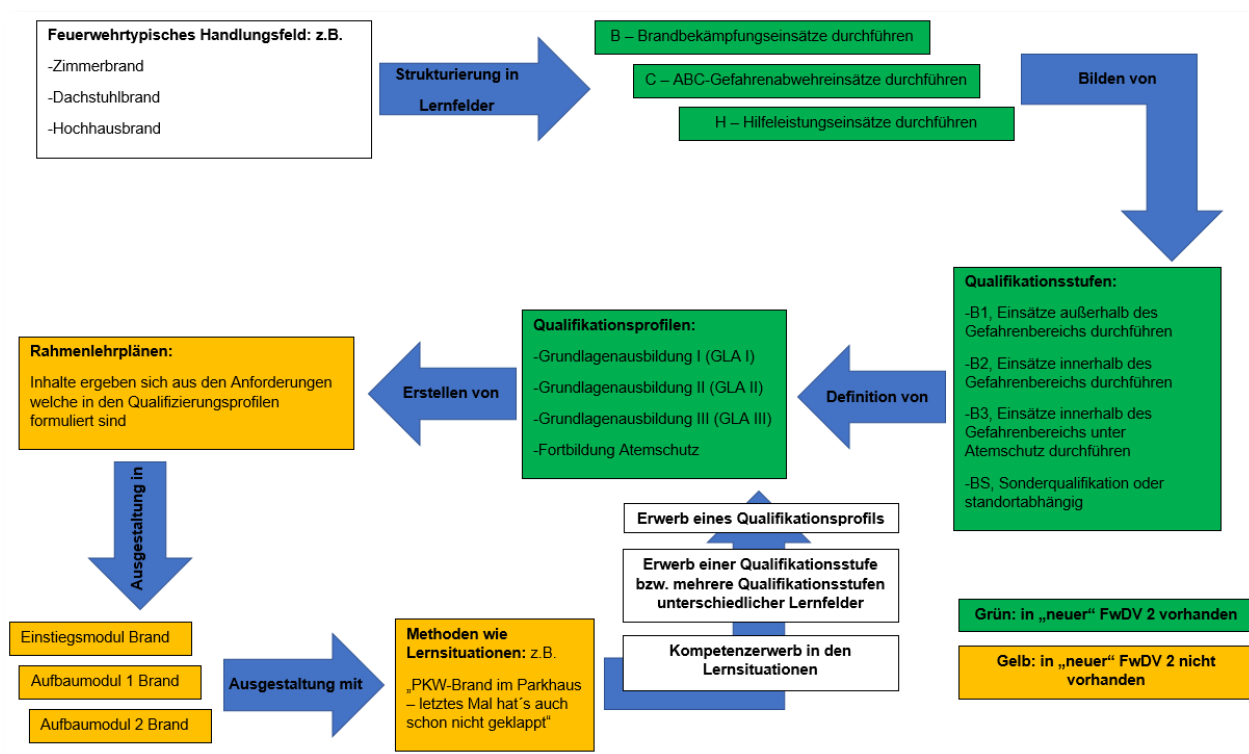 Feuerwehrtypisches Handlungsfeld: z.B.
-Zimmerbrand
-Dachstuhlbrand
-Hochhausbrand
Strukturierung in
Lernfelder
B – Brandbekämpfungseinsätze durchführen
C – ABC-Gefahrenabwehreinsätze durchführen
H – Hilfeleistungseinsätze durchführen
Bilden von
Qualifikationsstufen:
-B1, Einsätze außerhalb des
Gefahrenbereichs durchführen
-B2, Einsätze innerhalb des
Gefahrenbereichs durchführen
-B3, Einsätze innerhalb des
Gefahrenbereichs unter
Atemschutz durchführen
-BS, Sonderqualifikation oder
standortabhängig
Definition von
Qualifikationsprofilen:
-Grundlagenausbildung I (GLA I)
-Grundlagenausbildung II (GLA II)
-Grundlagenausbildung III (GLA III)
-Fortbildung Atemschutz
Erstellen von
Rahmenlehrplänen:
Inhalte ergeben sich aus den Anforderungen
welche in den Qualifizierungsprofilen
formuliert sind
Ausgestaltung in
Einstiegsmodul Brand
Aufbaumodul 1 Brand
Aufbaumodul 2 Brand
Ausgestaltung mit
Methoden wie
Lernsituationen: z.B.
„PKW-Brand im Parkhaus
– letztes Mal hat´s auch
schon nicht geklappt“
Erwerb eines Qualifikationsprofils
Erwerb einer Qualifikationsstufe
bzw. mehrere Qualifikationsstufen
unterschiedlicher Lernfelder
Kompetenzerwerb in den
Lernsituationen
Grün: in „neuer“ FwDV 2 vorhanden
Gelb: in „neuer“ FwDV 2 nicht
vorhanden